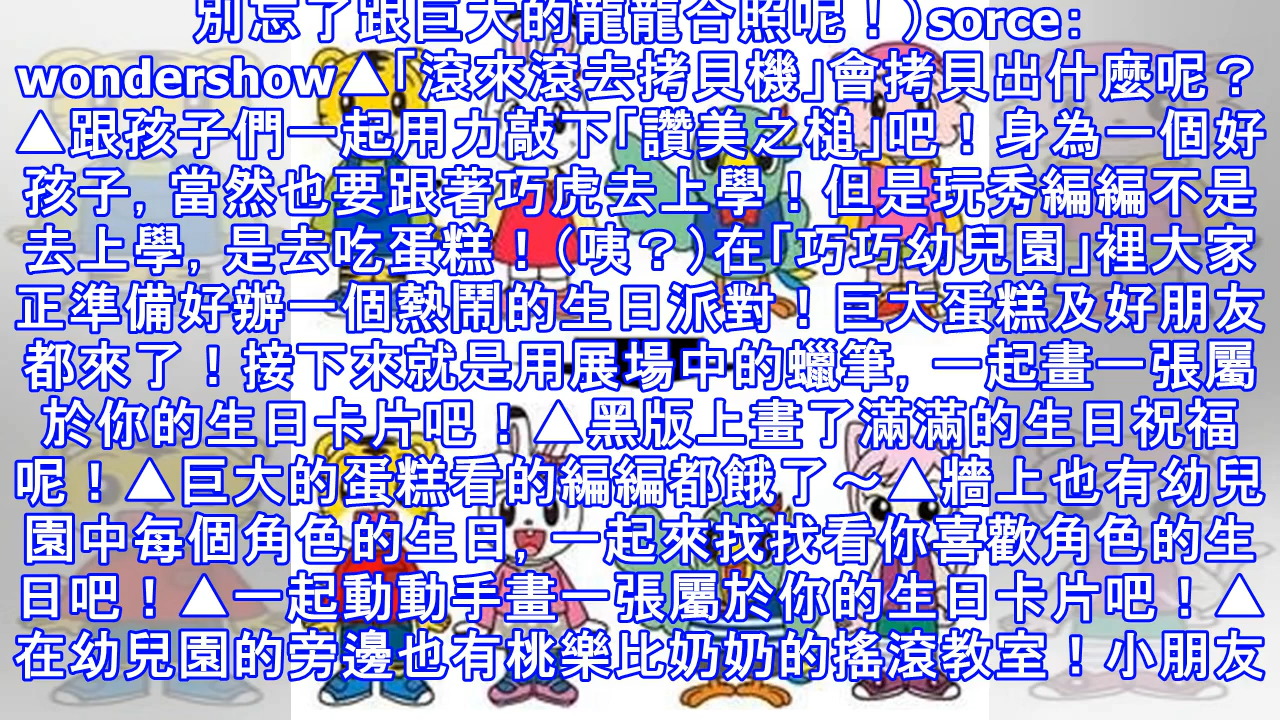 別忘了跟巨大的龍龍合照呢！）sorce：
wondershow▲「滾來滾去拷貝機」會拷貝出什麼呢？
▲跟孩子們一起用力敲下「讚美之槌」吧！身為一個好
孩子，當然也要跟著巧虎去上學！但是玩秀編編不是
去上學，是去吃蛋糕！（咦？）在「巧巧幼兒園」裡大家
正準備好辦一個熱鬧的生日派對！巨大蛋糕及好朋友
都來了！接下來就是用展場中的蠟筆，一起畫一張屬
於你的生日卡片吧！▲黑版上畫了滿滿的生日祝福
呢！▲巨大的蛋糕看的編編都餓了～▲牆上也有幼兒
園中每個角色的生日，一起來找找看你喜歡角色的生
日吧！▲一起動動手畫一張屬於你的生日卡片吧！▲
在幼兒園的旁邊也有桃樂比奶奶的搖滾教室！小朋友